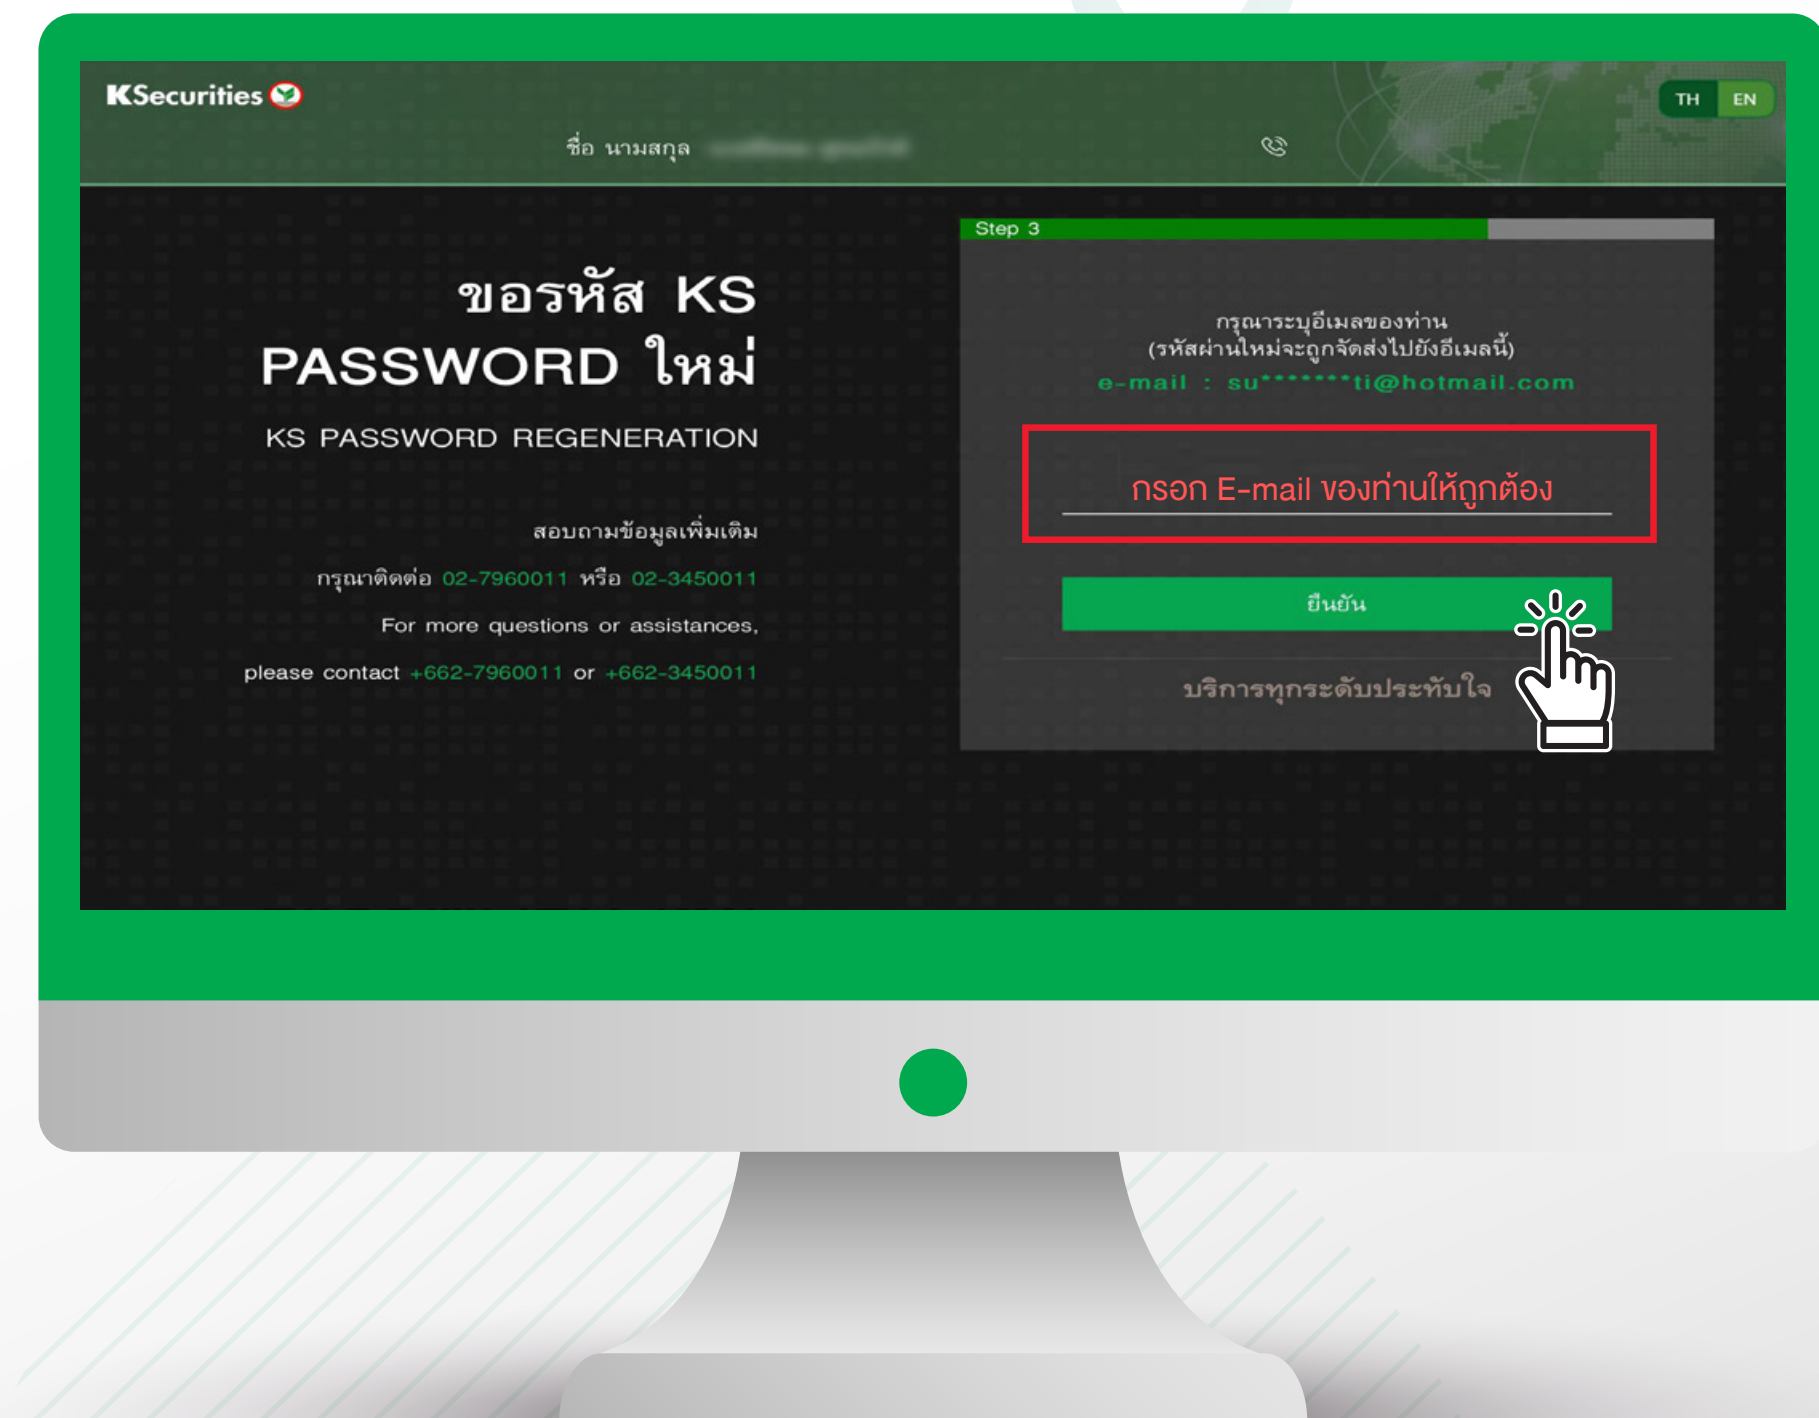 KSecurities
TH EN
ชื่อ นามสกุล
ขอรหัส KS
PASSWORD ใหม่
KS PASSWORD REGENERATION
สอบถามข้อมูลเพิ่มเติม
กรุณาติดต่อ 02-7960011 หรือ 02-3450011
For more questions or assistances,
please contact +662-7960011 or +662-3450011
Step 3
กรุณาระบุอีเมลของท่าน
(รหัสผ่านใหม่จะถูกจัดส่งไปยังอีเมลนี้)
e-mail : su*******ti@hotmail.com
กรอก E-mail ของท่านให้ถูกต้อง
ยืนยัน
บริการทุกระดับประทับใจ